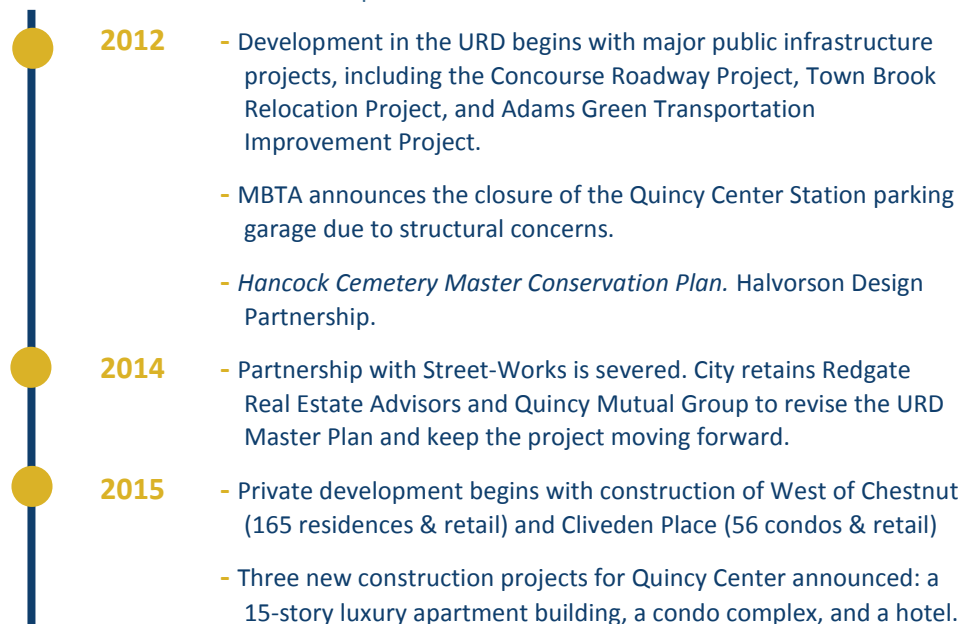 2012 - Development in the URD begins with major public infrastructure
projects, including the Concourse Roadway Project, Town Brook
Relocation Project, and Adams Green Transportation
Improvement Project.
- MBTA announces the closure of the Quincy Center Station parking
garage due to structural concerns.
- Hancock Cemetery Master Conservation Plan. Halvorson Design
Partnership.
2014 - Partnership with Street-Works is severed. City retains Redgate
Real Estate Advisors and Quincy Mutual Group to revise the URD
Master Plan and keep the project moving forward.
2015 - Private development begins with construction of West of Chestnut
(165 residences & retail) and Cliveden Place (56 condos & retail)
- Three new construction projects for Quincy Center announced: a
15-story luxury apartment building, a condo complex, and a hotel.